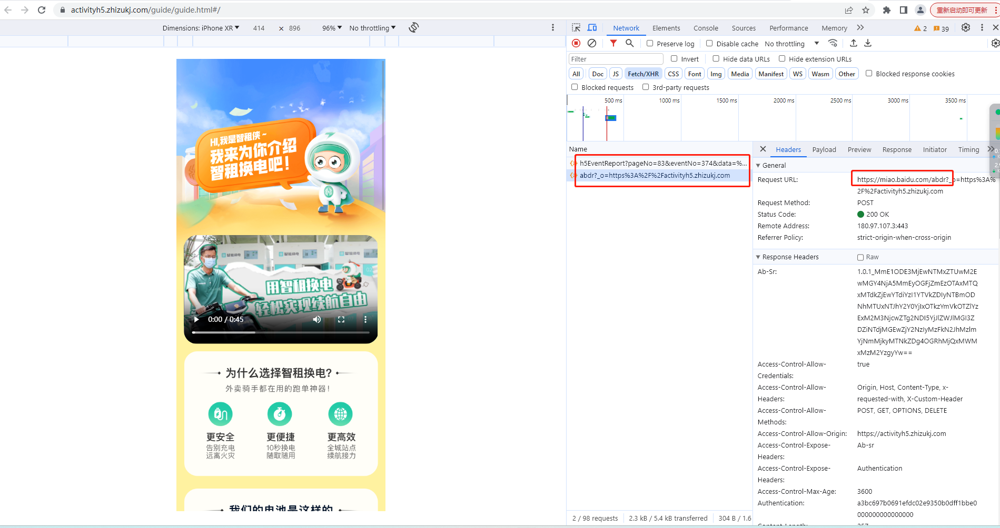 activityh5.zhizukj.com/guide/guide.html#/
重新启动即可更新
Dimensions: iPhone XR ▼ 414 × 896 96% ▼ No throttling ▼
Network Elements Console Sources Performance Memory » 2 39
Preserve log Disable cache No throttling ▼
Filter Invert Hide data URLs Hide extension URLs
All Doc JS Fetch/XHR CSS Font Img Media Manifest WS Wasm Other Blocked response cookies
Blocked requests 3rd-party requests
500 ms 1000 ms 1500 ms 2000 ms 2500 ms 3000 ms 3500 ms
HI,我是智租侠~
我来为你介绍
智租换电吧!
用智租换电
轻松实现续航自由
0:00 / 0:45
为什么选择智租换电?
外卖骑手都在用的跑单神器!
更安全 更便捷 更高效
告别充电 10秒换电 全城站点
远离火灾 随取随用 续航接力
我们的电池是这样的
Name
h5EventReport?pageNo=83&eventNo=374&data=%...
abdr?_o=https%3A%2F%2Factivityh5.zhizukj.com
2 / 98 requests 2.3 kB / 5.4 kB transferred 304 B / 1.6
Headers Payload Preview Response Initiator Timing »
General
Request URL: https://miao.baidu.com/abdr?_o=https%3A%
2F%2Factivityh5.zhizukj.com
Request Method: POST
Status Code: 200 OK
Remote Address: 180.97.107.3:443
Referrer Policy: strict-origin-when-cross-origin
Response Headers Raw
Ab-Sr: 1.0.1_MmE1ODE3MjEwNTMxZTUwM2E
wMGY4NjA5MmEyOGFjZmEzOTAxMTQ
xMTdkZjEwYTdiYzI1YTVkZDIyNTBmOD
NhMTUxNTJhY2Y0YjIxOTkzYmVkOTZlYz
ExM2M3NjcwZTg2NDI5YjJlZWJlMGI3Z
DZiNTdjMGEwZjY2NzIyMzFkN2JhMzlm
YjNmMjkyMTNkZDg4OGRhMjQxMWM
xMzM2YzgyYw==
Access-Control-Allow- true
Credentials:
Access-Control-Allow- Origin, Host, Content-Type, x-
Headers: requested-with, X-Custom-Header
Access-Control-Allow- POST, GET, OPTIONS, DELETE
Methods:
Access-Control-Allow-Origin: https://activityh5.zhizukj.com
Access-Control-Expose- Ab-sr
Headers:
Access-Control-Expose- Authentication
Headers:
Access-Control-Max-Age: 3600
Authentication: a3bc697b0691efdc02e9350b0dff1bbe0
000000000000000
Content-Length: 257